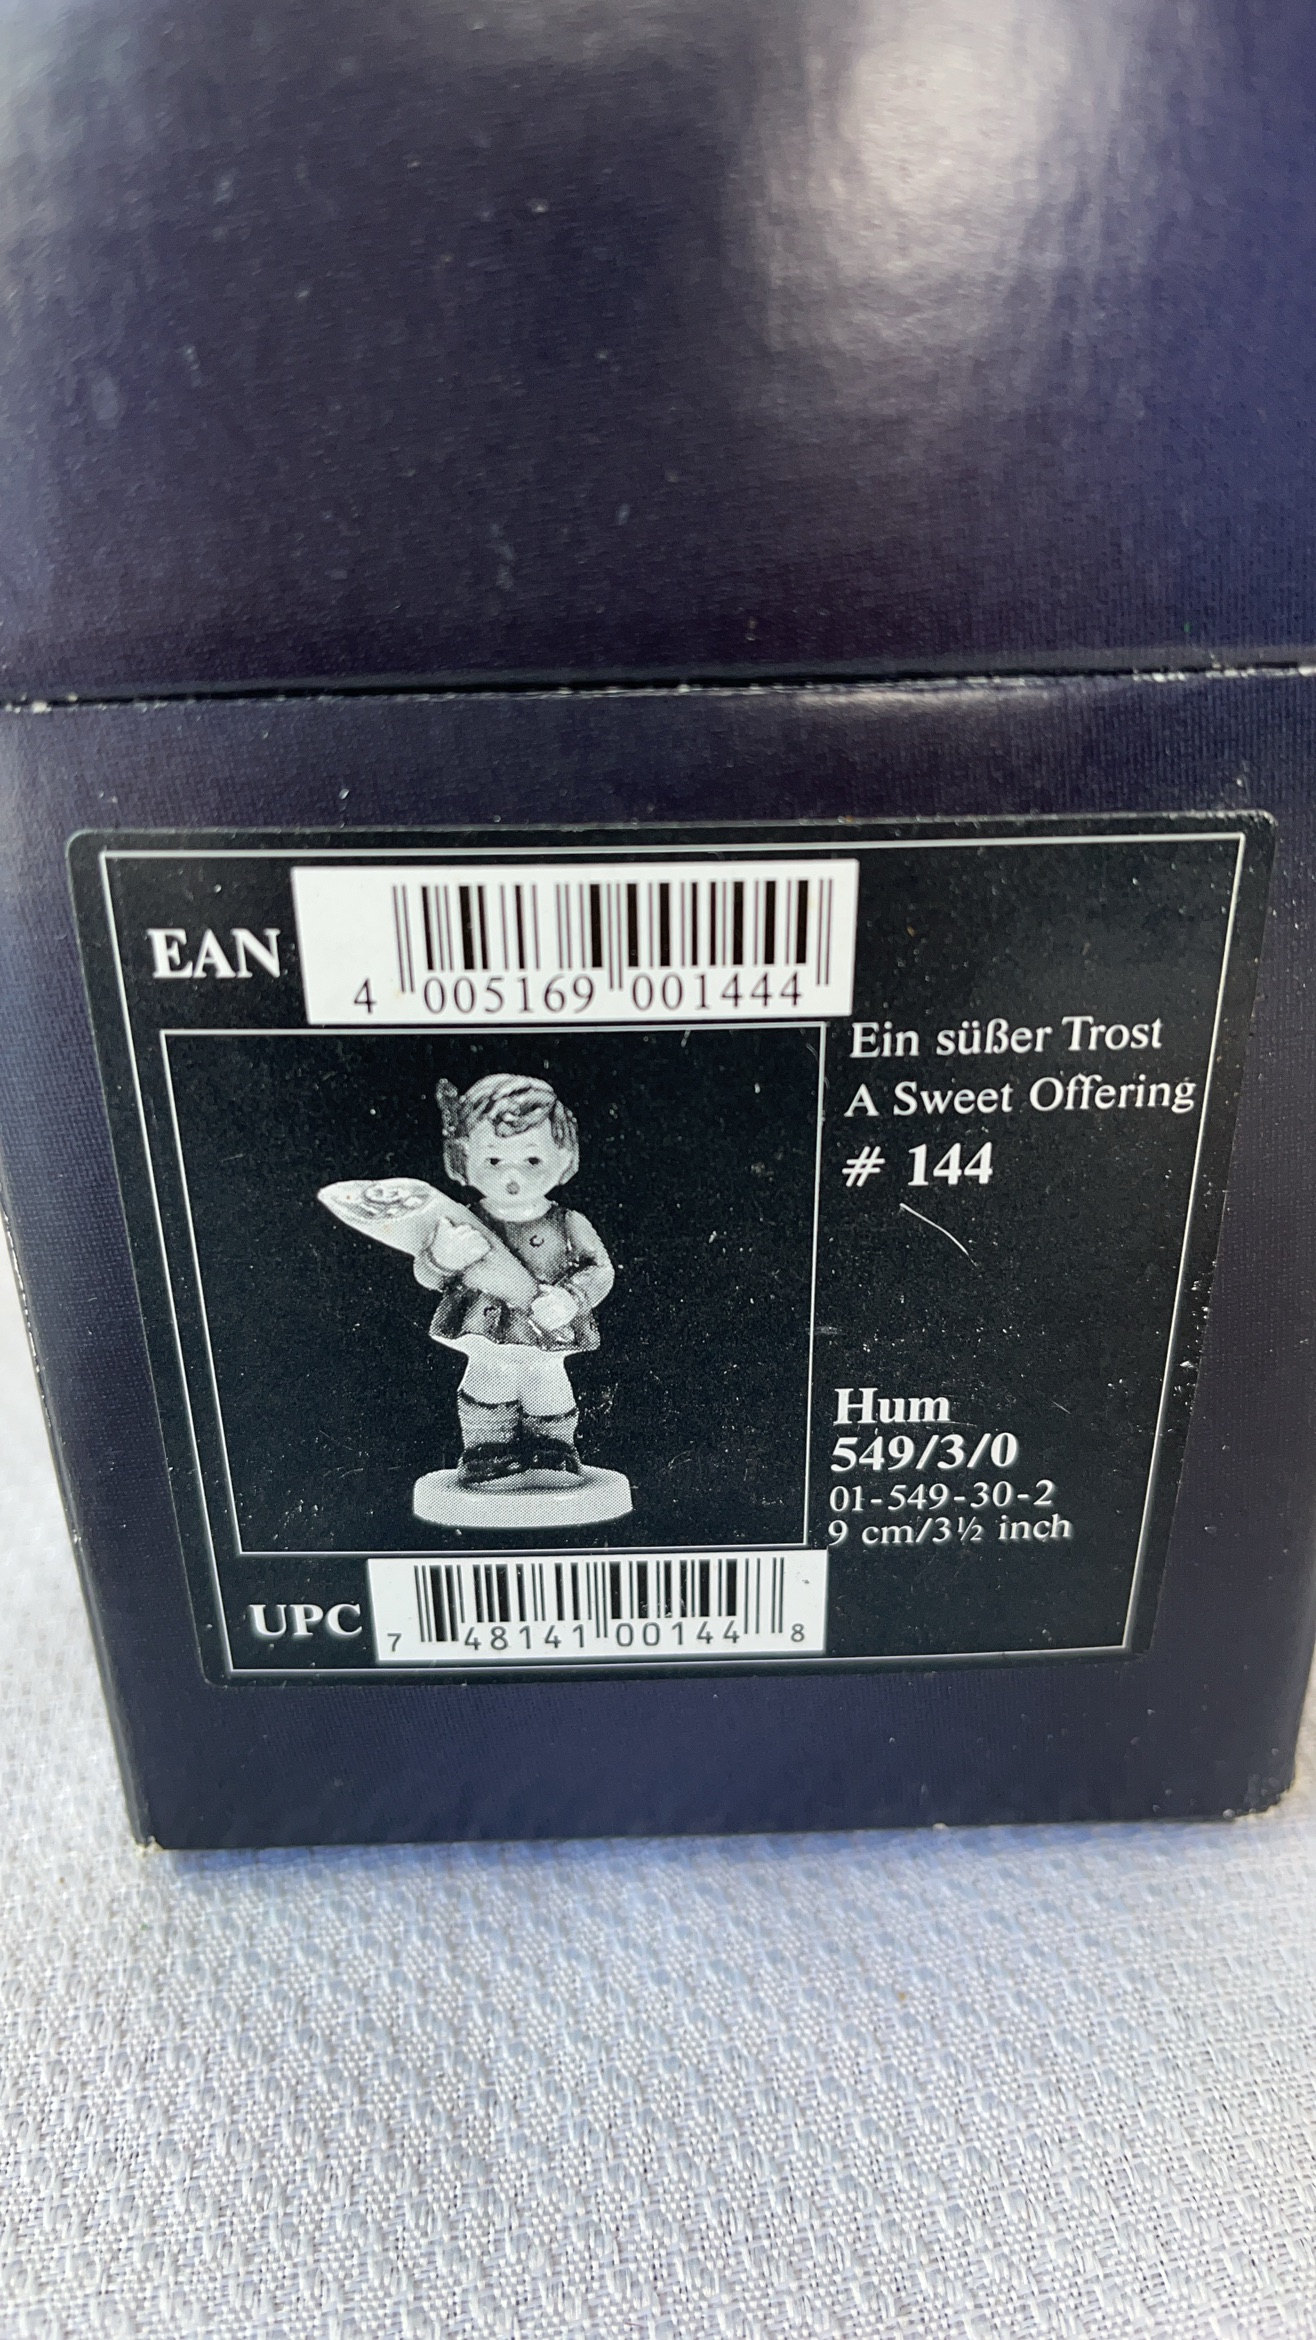 EAN
4 005169 001444
Ein süßer Trost
A Sweet Offering
# 144
Hum
549/3/0
01-549-30-2
9 cm/3½ inch
UPC
7 48141 00144 8